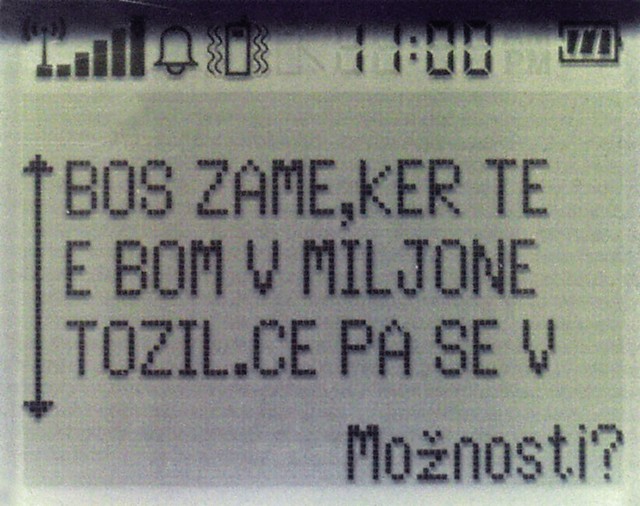 11:00
BOS ZAME,KER TE
E BOM V MILJONE
TOZIL.CE PA SE V
Možnosti?